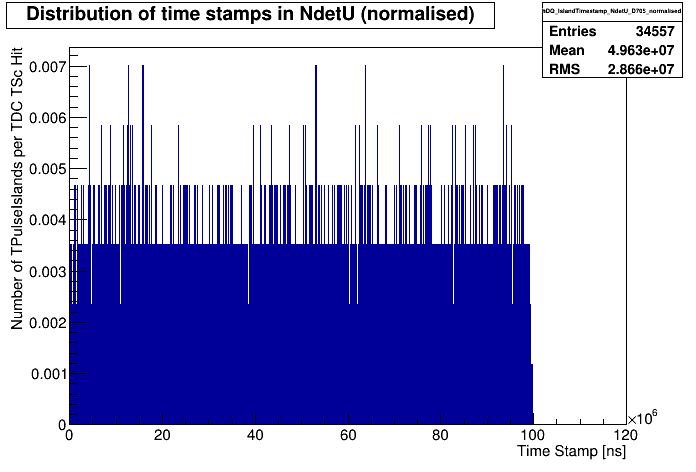 Distribution of time stamps in NdetU (normalised)
hDQ_IslandTimestamp_NdetU_D705_normalised
Entries 34557
Mean 4.963e+07
RMS 2.866e+07
Number of TPulseIslands per TDC TSc Hit
0.007
0.006
0.005
0.004
0.003
0.002
0.001
0
0 20 40 60 80 100 120
×10^6
Time Stamp [ns]